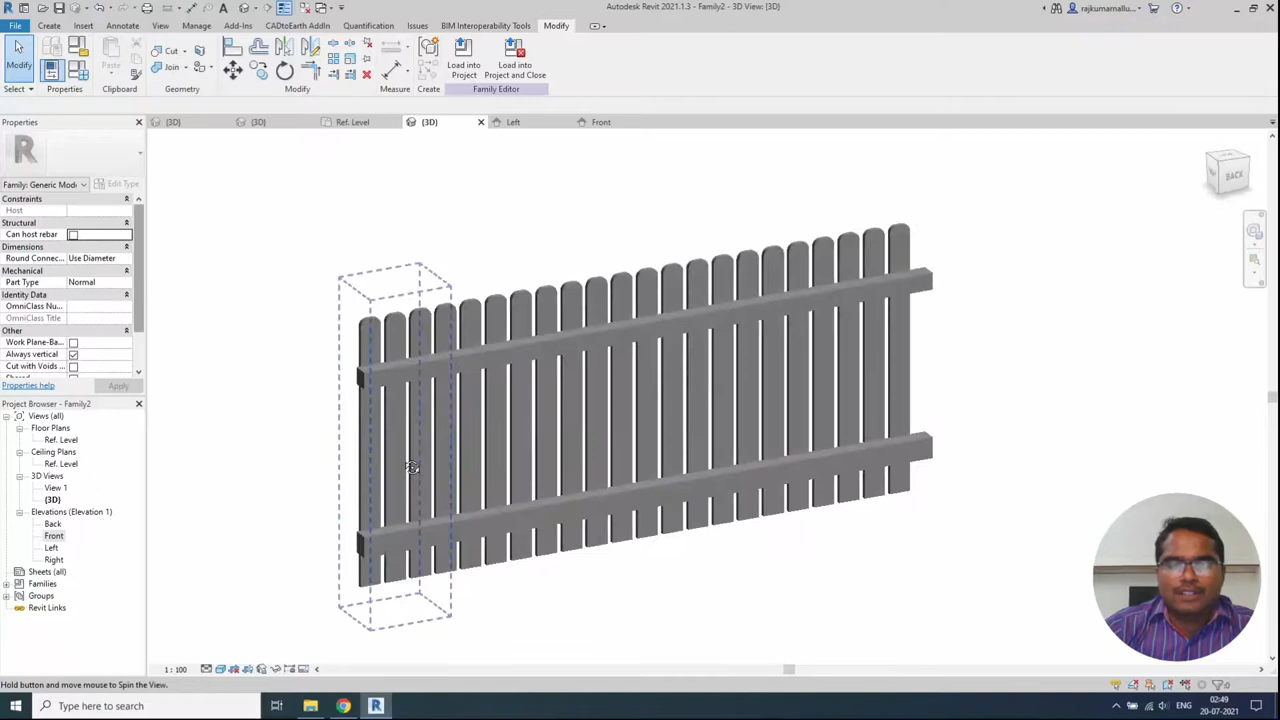 Autodesk Revit 2021.1.3 - Family2 - 3D View: {3D}
rajkumarnallu...
File Create Insert Annotate View Manage Add-Ins CADtoEarth AddIn Quantification Issues BIM Interoperability Tools Modify
Modify
Paste
Cut
Join
Load into
Project
Load into
Project and Close
Select Properties Clipboard Geometry Modify Measure Create Family Editor
Properties
{3D} {3D} Ref. Level {3D} Left Front
R
Family: Generic Mode Edit Type
Constraints
Host
Structural
Can host rebar
Dimensions
Round Connec... Use Diameter
Mechanical
Part Type Normal
Identity Data
OmniClass Nu...
OmniClass Title
Other
Work Plane-Ba...
Always vertical
Cut with Voids ...
Properties help Apply
BACK
Project Browser - Family2
Views (all)
Floor Plans
Ref. Level
Ceiling Plans
Ref. Level
3D Views
View 1
{3D}
Elevations (Elevation 1)
Back
Front
Left
Right
Sheets (all)
Families
Groups
Revit Links
1 : 100
Hold button and move mouse to Spin the View.
:0
Type here to search
R
ENG
02:49
20-07-2021